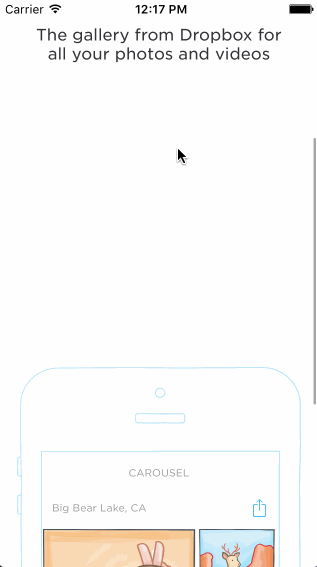 Carrier 12:17 PM
The gallery from Dropbox for
all your photos and videos
CAROUSEL
Big Bear Lake, CA